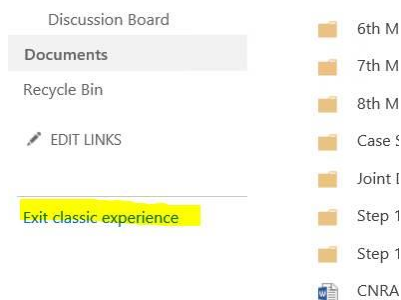 Discussion Board
Documents
Recycle Bin
EDIT LINKS
Exit classic experience
6th M
7th M
8th M
Case S
Joint
Step 1
Step 1
CNRA